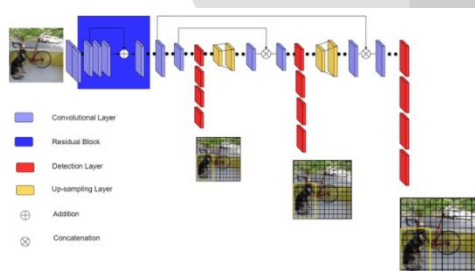 Convolutional Layer
Residual Block
Detection Layer
Up-sampling Layer
Addition
Concatenation